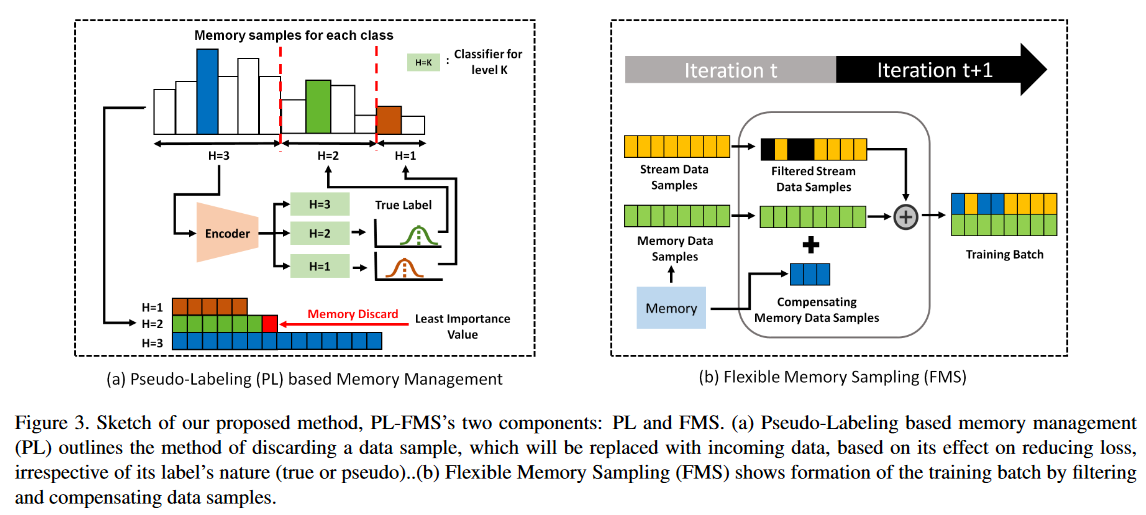 Memory samples for each class
H=K
: Classifier for
level K
H=3
H=2
H=1
Encoder
H=3
H=2
H=1
True Label
H=1
H=2
H=3
Memory Discard
Least Importance
Value
(a) Pseudo-Labeling (PL) based Memory Management
Iteration t
Iteration t+1
Stream Data
Samples
Filtered Stream
Data Samples
Memory Data
Samples
+
+
Training Batch
Memory
Compensating
Memory Data Samples
(b) Flexible Memory Sampling (FMS)
Figure 3. Sketch of our proposed method, PL-FMS's two components: PL and FMS. (a) Pseudo-Labeling based memory management
(PL) outlines the method of discarding a data sample, which will be replaced with incoming data, based on its effect on reducing loss,
irrespective of its label's nature (true or pseudo)..(b) Flexible Memory Sampling (FMS) shows formation of the training batch by filtering
and compensating data samples.